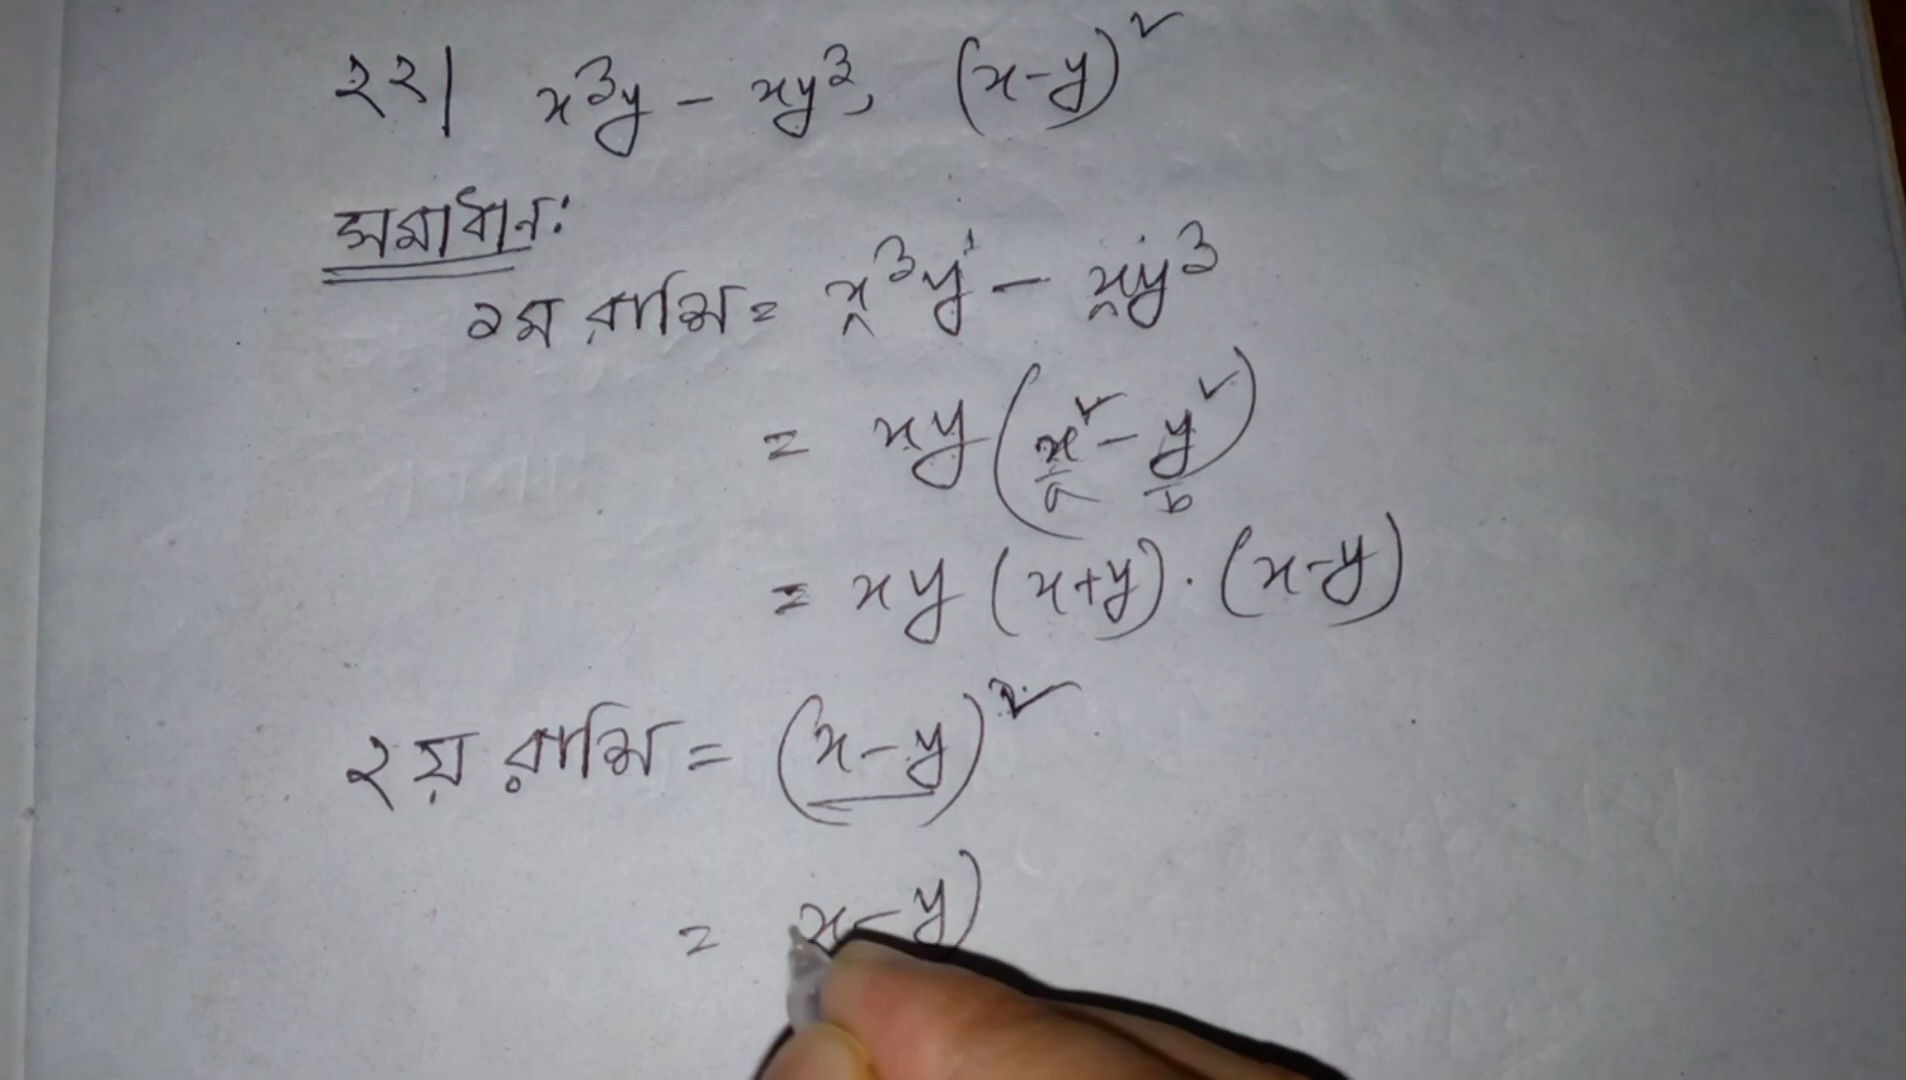 ২২| x³y - xy³, (x-y)²
সমাধান:
১ম রাশি = x³y - xy³
= xy (x² - y²)
a b
= xy (x+y) . (x-y)
২য় রাশি = (x-y)²
= x-y)